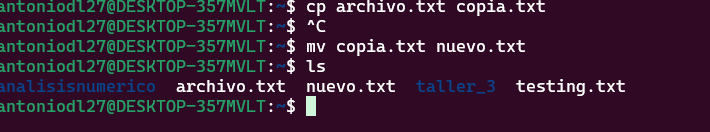 antoniodl27@DESKTOP-357MVLT:~$ cp archivo.txt copia.txt
antoniodl27@DESKTOP-357MVLT:~$ ^C
antoniodl27@DESKTOP-357MVLT:~$ mv copia.txt nuevo.txt
antoniodl27@DESKTOP-357MVLT:~$ ls
analisisnumerico  archivo.txt  nuevo.txt  taller_3  testing.txt
antoniodl27@DESKTOP-357MVLT:~$